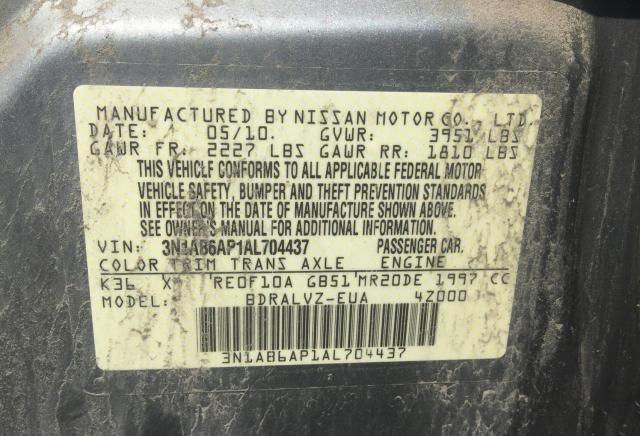 MANUFACTURED BY NISSAN MOTOR CO., LTD.
DATE: 05/10. GVWR: 3951 LBS
GAWR FR: 2227 LBS GAWR RR: 1810 LBS
THIS VEHICLE CONFORMS TO ALL APPLICABLE FEDERAL MOTOR
VEHICLE SAFETY, BUMPER AND THEFT PREVENTION STANDARDS
IN EFFECT ON THE DATE OF MANUFACTURE SHOWN ABOVE.
SEE OWNER'S MANUAL FOR ADDITIONAL INFORMATION.
VIN: 3N1AB6AP1AL704437 PASSENGER CAR.
COLOR TRIM TRANS AXLE ENGINE
K36 X RE0F10A GB51 MR20DE 1997 CC
MODEL: BDRALVZ-EUA 4Z000
3N1AB6AP1AL704437